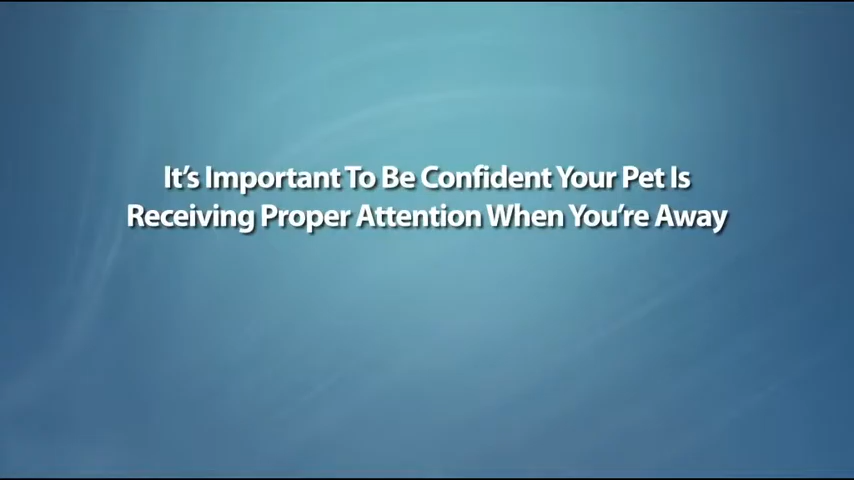 It's Important To Be Confident Your Pet Is
Receiving Proper Attention When You're Away